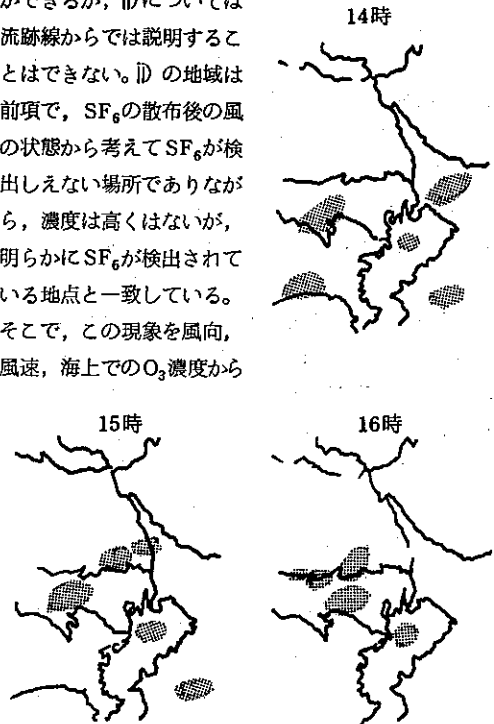 ができるが，ii)については
流跡線からでは説明するこ
とはできない。ii) の地域は
前項で，SF₆の散布後の風
の状態から考えてSF₆が検
出しえない場所でありなが
ら，濃度は高くはないが，
明らかにSF₆が検出されて
いる地点と一致している。
そこで，この現象を風向，
風速，海上でのO₃濃度から
14時
15時
16時